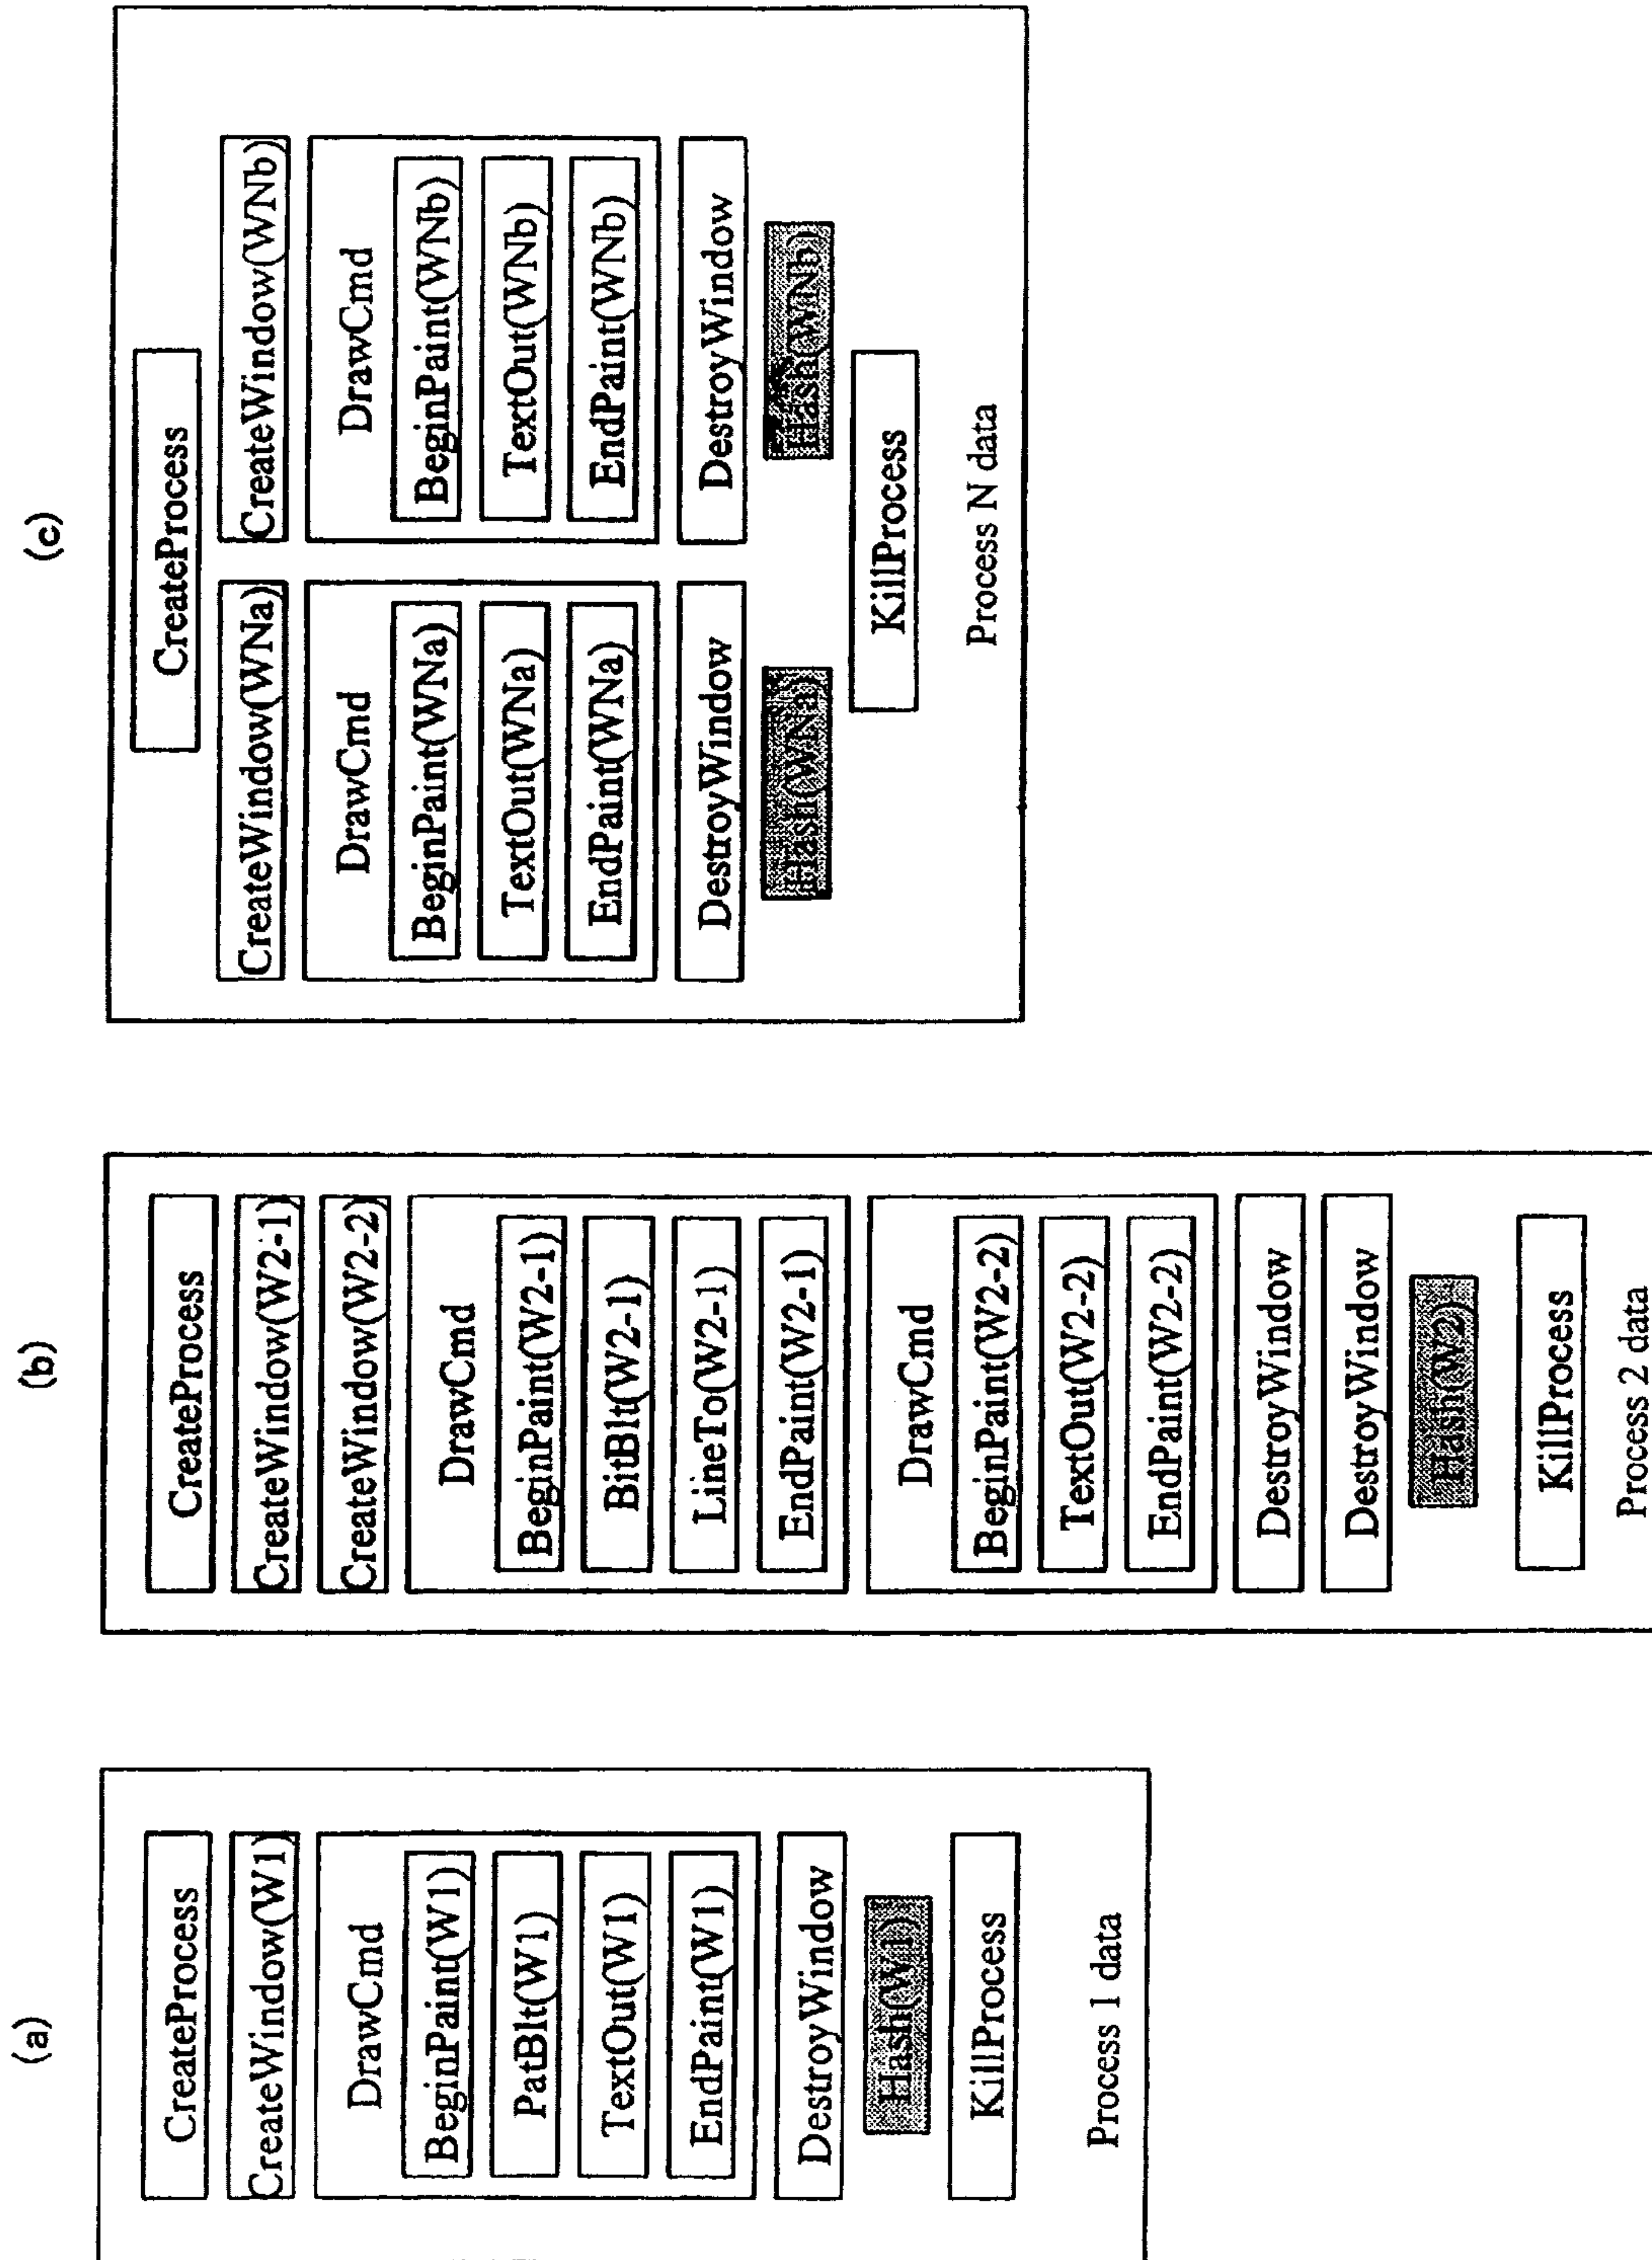 (a)
CreateProcess
CreateWindow(W1)
DrawCmd
BeginPaint(W1)
PatBlt(W1)
TextOut(W1)
EndPaint(W1)
DestroyWindow
Hash(W1)
KillProcess
Process 1 data
(b)
CreateProcess
CreateWindow(W2-1)
CreateWindow(W2-2)
DrawCmd
BeginPaint(W2-1)
BitBlt(W2-1)
LineTo(W2-1)
EndPaint(W2-1)
DrawCmd
BeginPaint(W2-2)
TextOut(W2-2)
EndPaint(W2-2)
DestroyWindow
DestroyWindow
Hash(W2)
KillProcess
Process 2 data
(c)
CreateProcess
CreateWindow(WNa)
DrawCmd
BeginPaint(WNa)
TextOut(WNa)
EndPaint(WNa)
DestroyWindow
Hash(WNa)
CreateWindow(WNb)
DrawCmd
BeginPaint(WNb)
TextOut(WNb)
EndPaint(WNb)
DestroyWindow
Hash(WNb)
KillProcess
Process N data